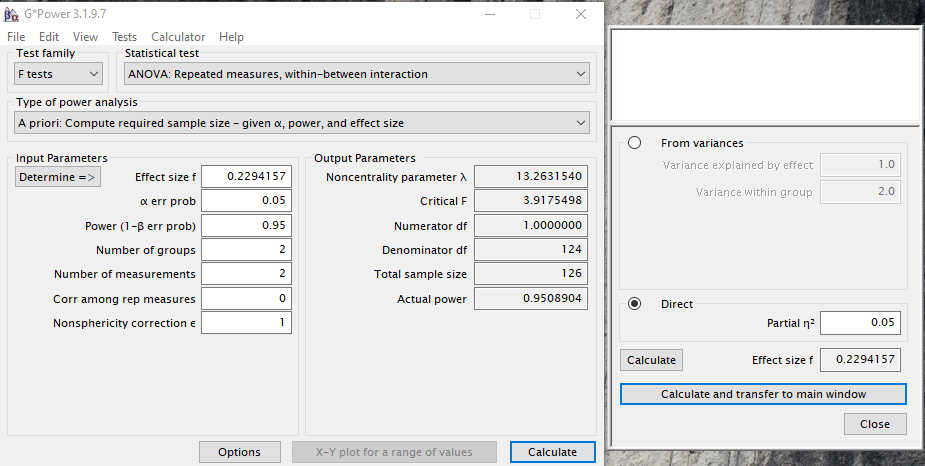 G*Power 3.1.9.7
File Edit View Tests Calculator Help
Test family
F tests
Statistical test
ANOVA: Repeated measures, within-between interaction
Type of power analysis
A priori: Compute required sample size – given α, power, and effect size
Input Parameters
Determine =>
Effect size f 0.2294157
α err prob 0.05
Power (1-β err prob) 0.95
Number of groups 2
Number of measurements 2
Corr among rep measures 0
Nonsphericity correction ϵ 1
Output Parameters
Noncentrality parameter λ 13.2631540
Critical F 3.9175498
Numerator df 1.0000000
Denominator df 124
Total sample size 126
Actual power 0.9508904
Options
X-Y plot for a range of values
Calculate
From variances
Variance explained by effect 1.0
Variance within group 2.0
Direct
Partial η² 0.05
Calculate
Effect size f 0.2294157
Calculate and transfer to main window
Close